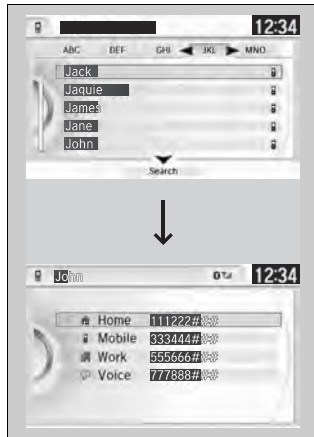 12:34
ABC DEF GHI JKL MNO
Jack
Jaquie
James
Jane
John
Search
John 12:34
Home 111222###
Mobile 333444###
Work 555666###
Voice 777888###